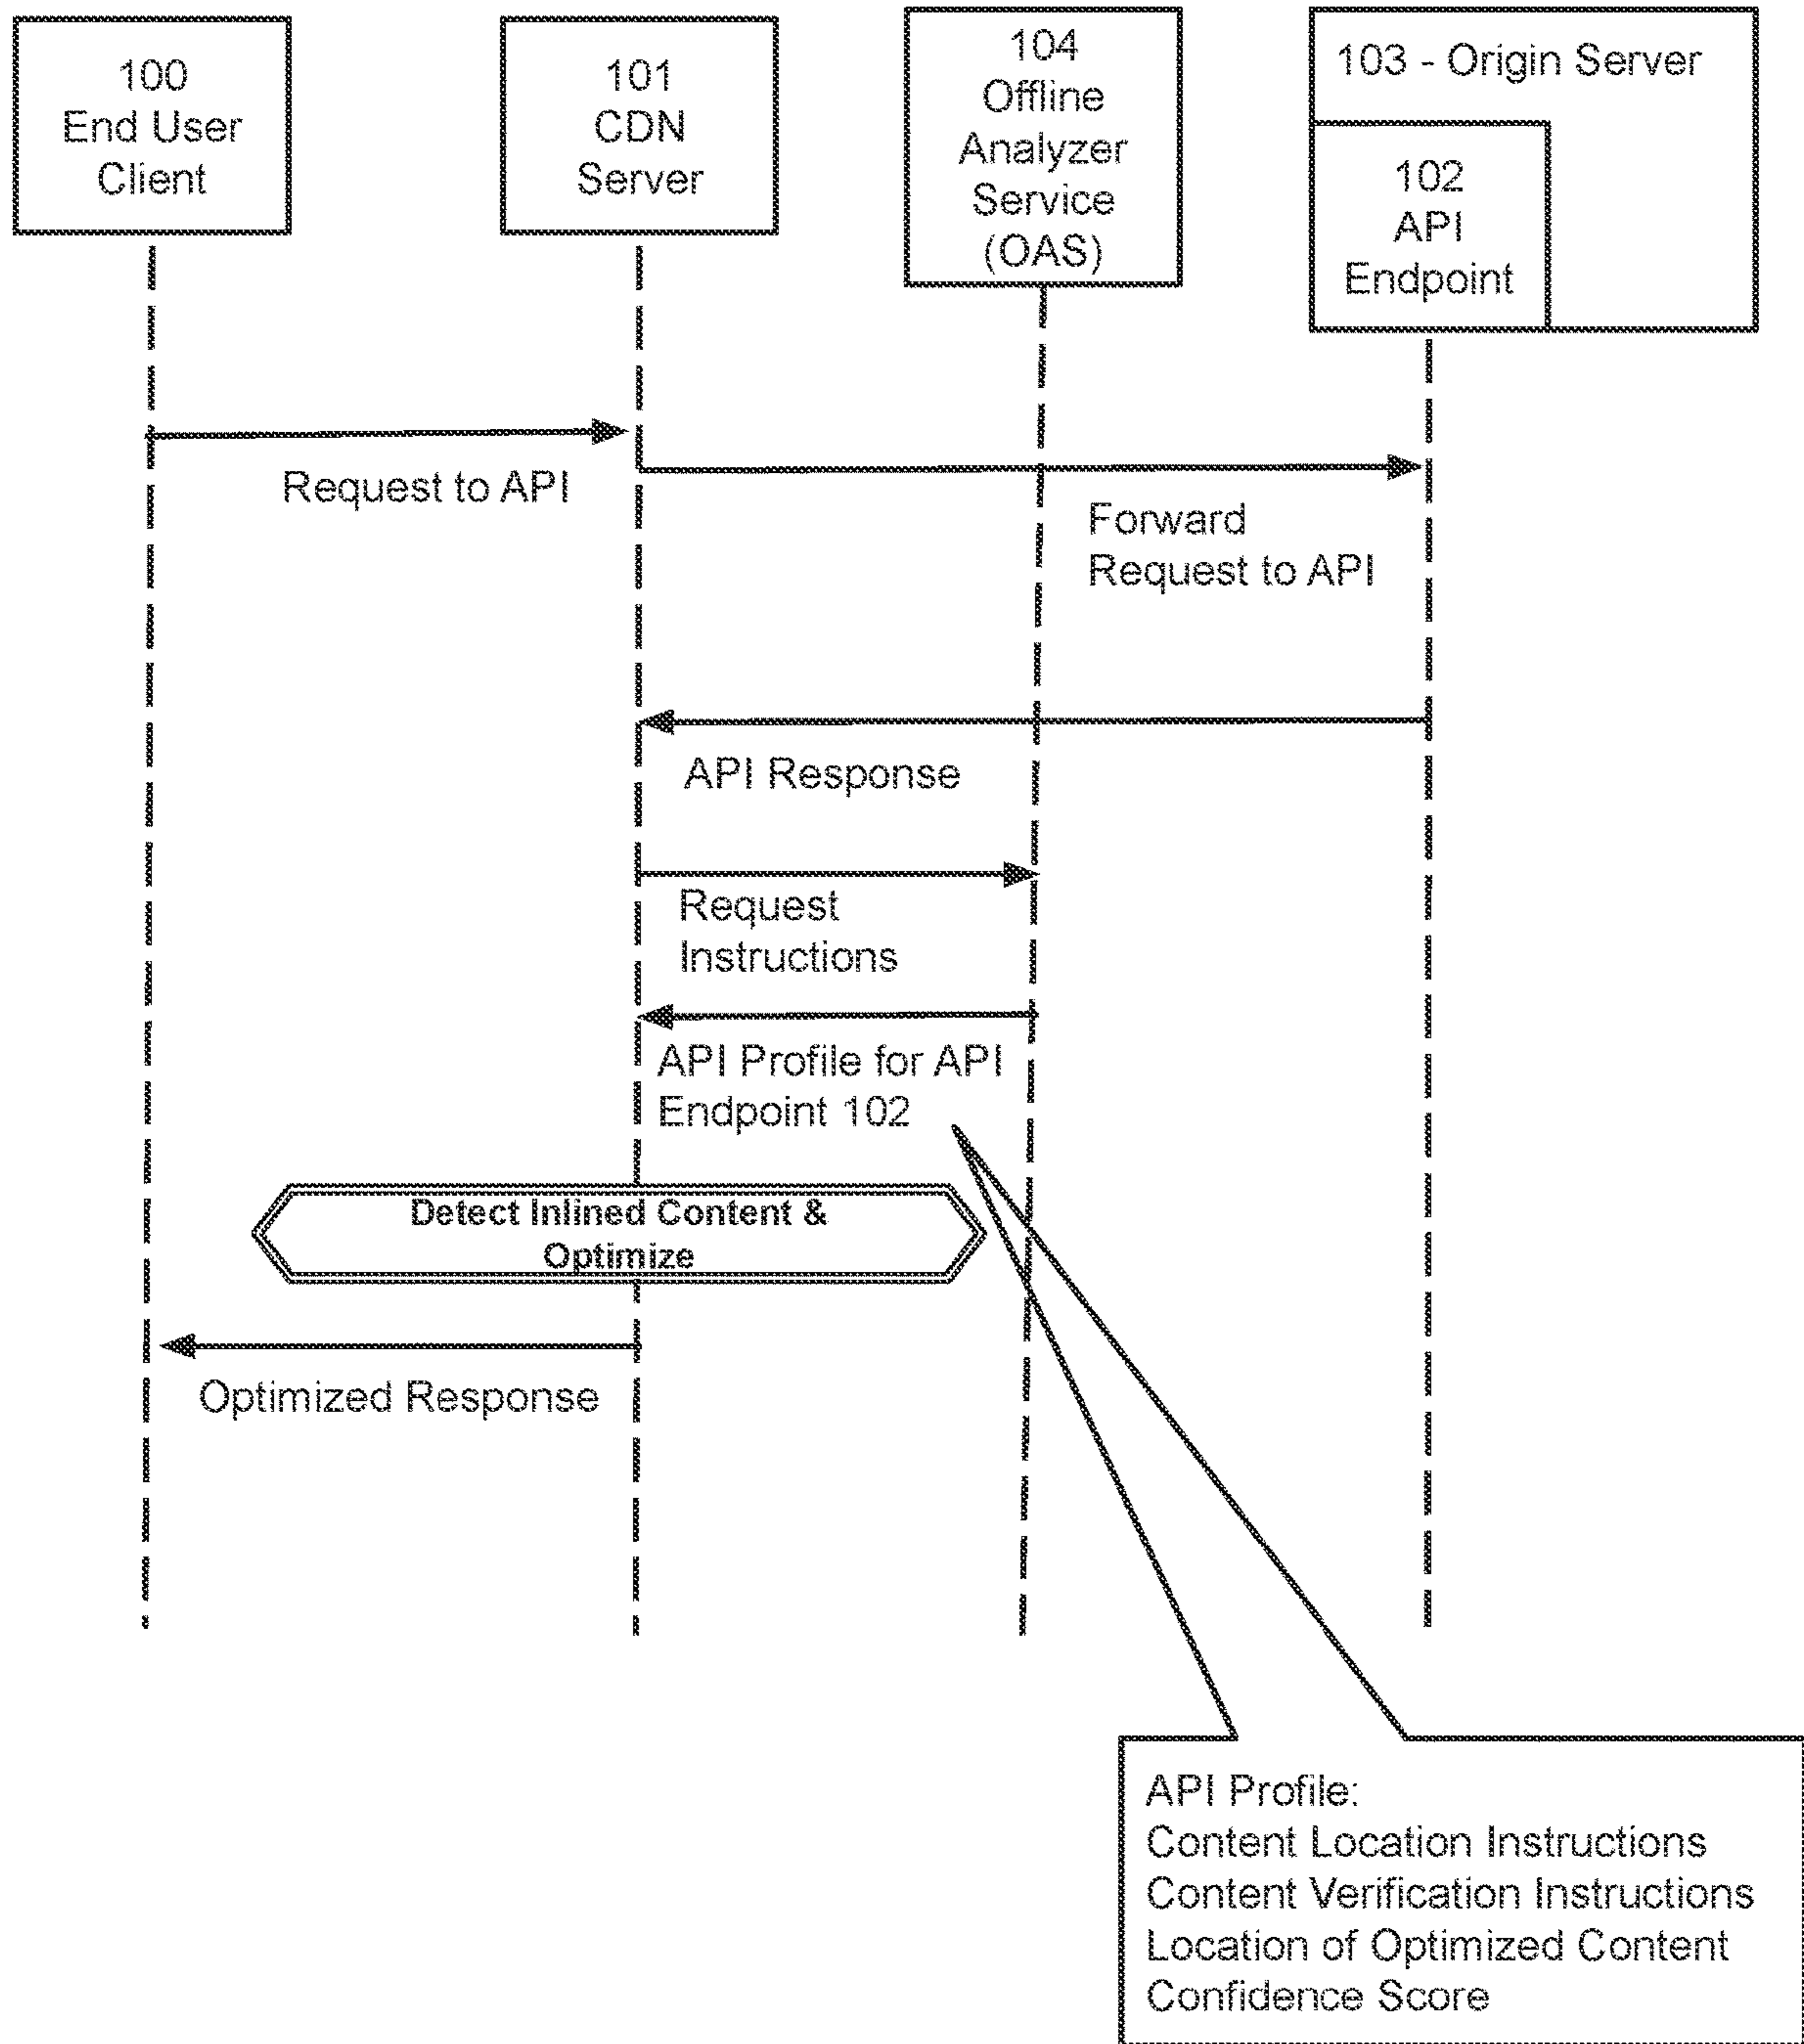 100
End User
Client
101
CDN
Server
104
Offline
Analyzer
Service
(OAS)
103 - Origin Server
102
API
Endpoint
Request to API
Forward
Request to API
API Response
Request
Instructions
API Profile for API
Endpoint 102
Detect Inlined Content &
Optimize
Optimized Response
API Profile:
Content Location Instructions
Content Verification Instructions
Location of Optimized Content
Confidence Score